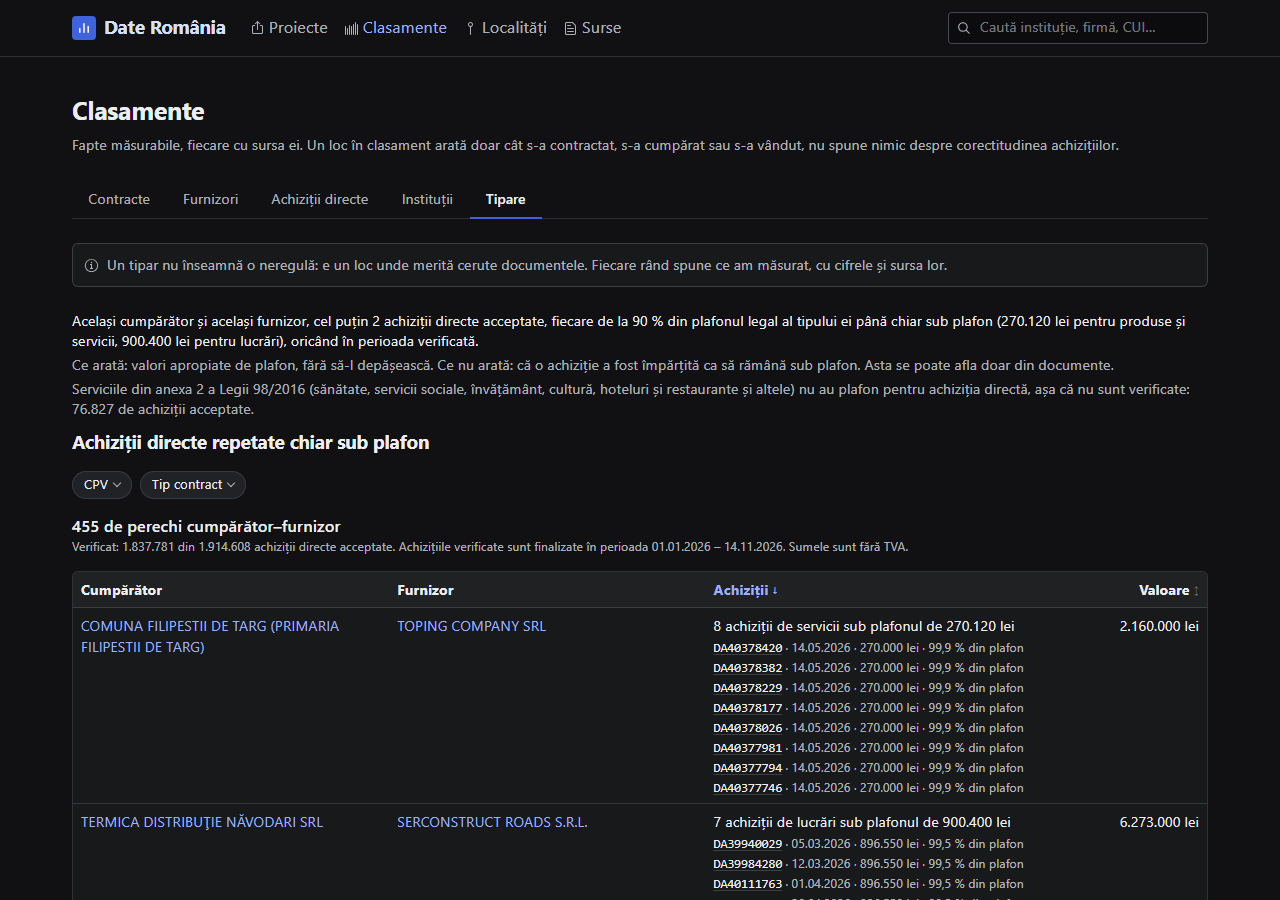 Date România
Proiecte
Clasamente
Localități
Surse
Caută instituție, firmă, CUI...
Clasamente
Fapte măsurabile, fiecare cu sursa ei. Un loc în clasament arată doar cât s-a contractat, s-a cumpărat sau s-a vândut, nu spune nimic despre corectitudinea achizițiilor.
Contracte
Furnizori
Achiziții directe
Instituții
Tipare
Un tipar nu înseamnă o neregulă: e un loc unde merită cerute documentele. Fiecare rând spune ce am măsurat, cu cifrele și sursa lor.
Același cumpărător și același furnizor, cel puțin 2 achiziții directe acceptate, fiecare de la 90 % din plafonul legal al tipului ei până chiar sub plafon (270.120 lei pentru produse și
servicii, 900.400 lei pentru lucrări), oricând în perioada verificată.
Ce arată: valori apropiate de plafon, fără să-l depășească. Ce nu arată: că o achiziție a fost împărțită ca să rămână sub plafon. Asta se poate afla doar din documente.
Serviciile din anexa 2 a Legii 98/2016 (sănătate, servicii sociale, învățământ, cultură, hoteluri și restaurante și altele) nu au plafon pentru achiziția directă, așa că nu sunt verificate:
76.827 de achiziții acceptate.
Achiziții directe repetate chiar sub plafon
CPV
Tip contract
455 de perechi cumpărător–furnizor
Verificat: 1.837.781 din 1.914.608 achiziții directe acceptate. Achizițiile verificate sunt finalizate în perioada 01.01.2026 – 14.11.2026. Sumele sunt fără TVA.
Cumpărător
Furnizor
Achiziții ↓
Valoare ↕
COMUNA FILIPESTII DE TARG (PRIMARIA
FILIPESTII DE TARG)
TOPING COMPANY SRL
8 achiziții de servicii sub plafonul de 270.120 lei
2.160.000 lei
DA40378420 · 14.05.2026 · 270.000 lei · 99,9 % din plafon
DA40378382 · 14.05.2026 · 270.000 lei · 99,9 % din plafon
DA40378229 · 14.05.2026 · 270.000 lei · 99,9 % din plafon
DA40378177 · 14.05.2026 · 270.000 lei · 99,9 % din plafon
DA40378026 · 14.05.2026 · 270.000 lei · 99,9 % din plafon
DA40377981 · 14.05.2026 · 270.000 lei · 99,9 % din plafon
DA40377794 · 14.05.2026 · 270.000 lei · 99,9 % din plafon
DA40377746 · 14.05.2026 · 270.000 lei · 99,9 % din plafon
TERMICA DISTRIBUŢIE NĂVODARI SRL
SERCONSTRUCT ROADS S.R.L.
7 achiziții de lucrări sub plafonul de 900.400 lei
6.273.000 lei
DA39940029 · 05.03.2026 · 896.550 lei · 99,5 % din plafon
DA39984280 · 12.03.2026 · 896.550 lei · 99,5 % din plafon
DA40111763 · 01.04.2026 · 896.550 lei · 99,5 % din plafon